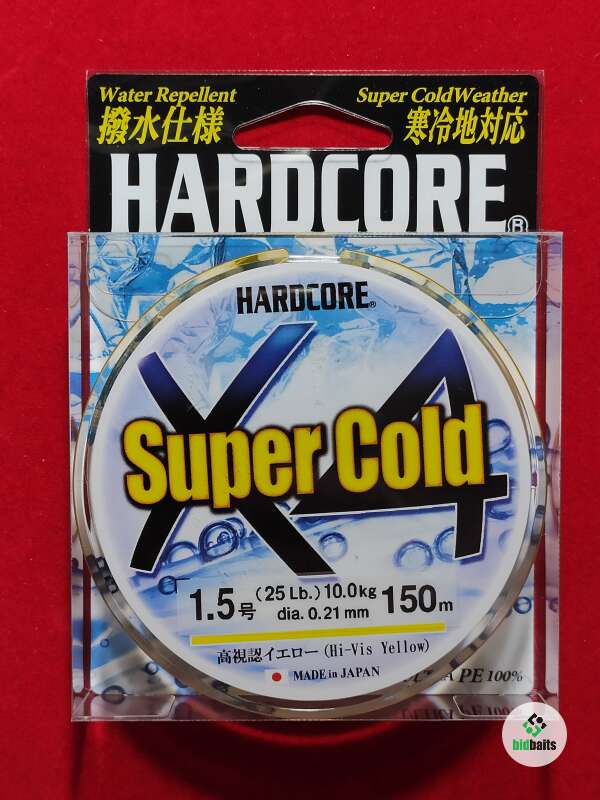 Water Repellent
撥水仕様
Super ColdWeather
寒冷地対応
HARDCORE®
HARDCORE®
X4
Super Cold
1.5号 (25 Lb.) 10.0kg dia. 0.21mm 150m
高視認イエロー(Hi-Vis Yellow)
MADE in JAPAN
PE 100%
bidbaits